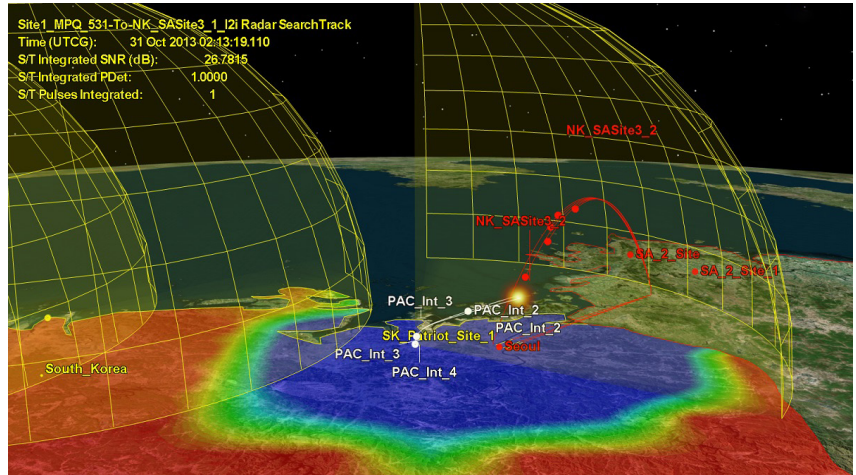 Site1_MPQ_531-To-NK_SASite3_1_I2i Radar SearchTrack
Time (UTCG): 31 Oct 2013 02:13:19.110
S/T Integrated SNR (dB): 26.7815
S/T Integrated PDet: 1.0000
S/T Pulses Integrated: 1
NK_SASite3_2
NK_SASite3_2
SA_2_Site
SA_2_Site_1
PAC_Int_3
PAC_Int_2
PAC_Int_2
SK_Patriot_Site_1
Seoul
PAC_Int_3
South_Korea
PAC_Int_4